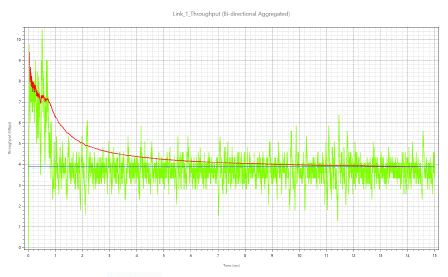 Link_1_Throughput (Bi-directional Aggregated)
10
9
8
7
6
5
4
3
2
1
0
0 1 2 3 4 5 6 7 8 9 10 11 12 13 14 15
Throughput (Mbps)
Time (sec)